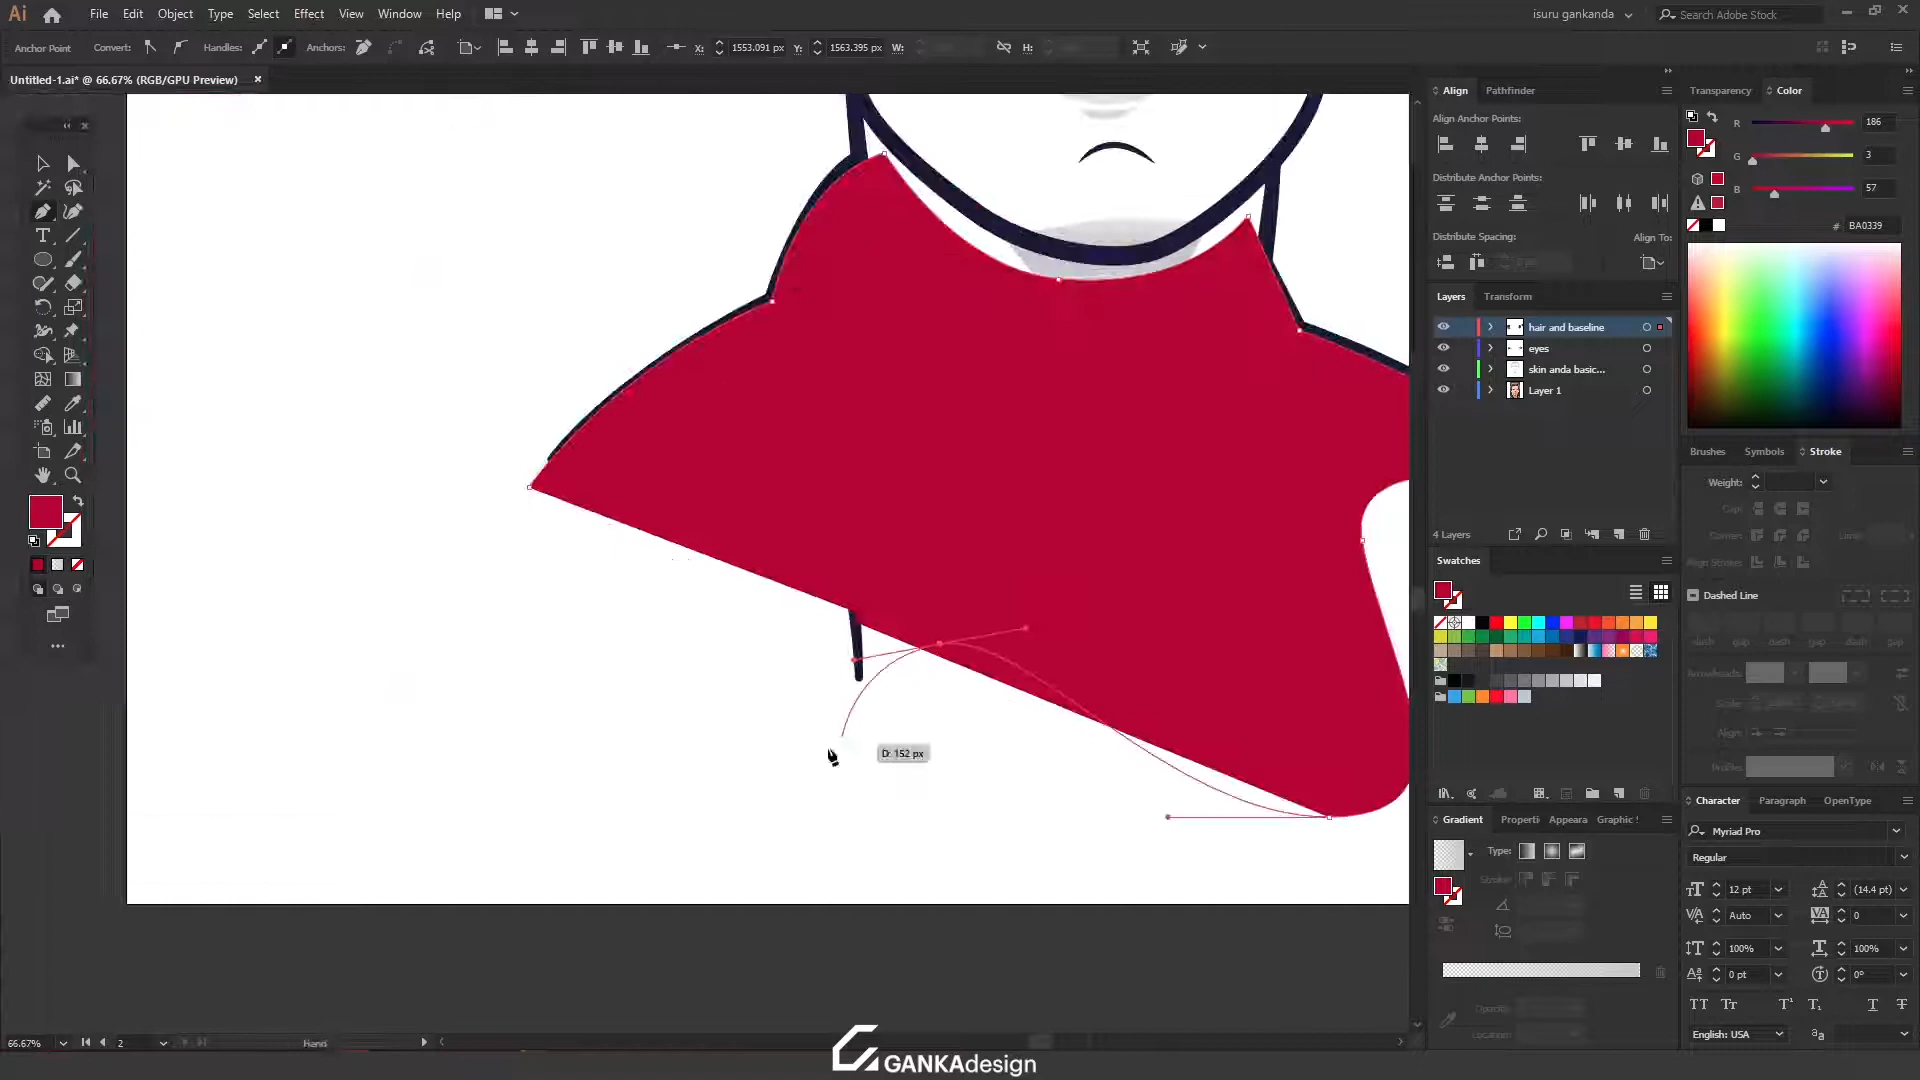 Ai File Edit Object Type Select Effect View Window Help isuru gankanda Search Adobe Stock
Anchor Point Convert: Handles: Anchors: X: 1553.091 px Y: 1563.395 px W: H:
Untitled-1.ai* @ 66.67% (RGB/GPU Preview)
Align Pathfinder
Align Anchor Points:
Distribute Anchor Points:
Distribute Spacing: Align To:
Layers Transform
hair and baseline
eyes
skin anda basic...
Layer 1
4 Layers
Swatches
Gradient Properti Appeara Graphic
Type:
Stroke:
Opacity:
Location:
Transparency Color
R 186
G 3
B 57
# BA0339
Brushes Symbols Stroke
Weight:
Cap:
Corner:
Align Stroke:
Dashed Line
dash gap dash gap dash gap
Arrowheads:
Scale:
Align:
Profile:
Character Paragraph OpenType
Myriad Pro
Regular
12 pt (14.4 pt)
Auto 0
100% 100%
0 pt 0°
English: USA
D: 152 px
66.67% 2 Hand
GANKAdesign